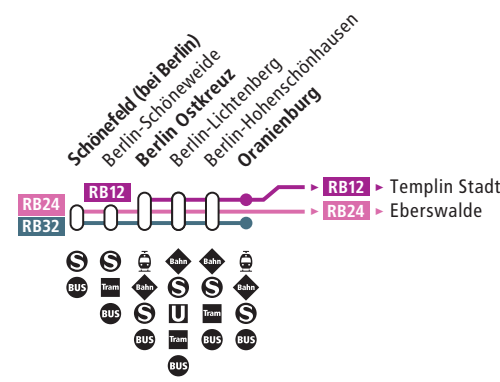 Schönefeld (bei Berlin)
Berlin-Schöneweide
Berlin Ostkreuz
Berlin-Lichtenberg
Berlin-Hohenschönhausen
Oranienburg
RB12
RB12 Templin Stadt
RB24
RB24 Eberswalde
RB32
S S Bahn Bahn
BUS Tram Bahn S S Bahn
BUS S U Tram S
BUS Tram BUS BUS
BUS